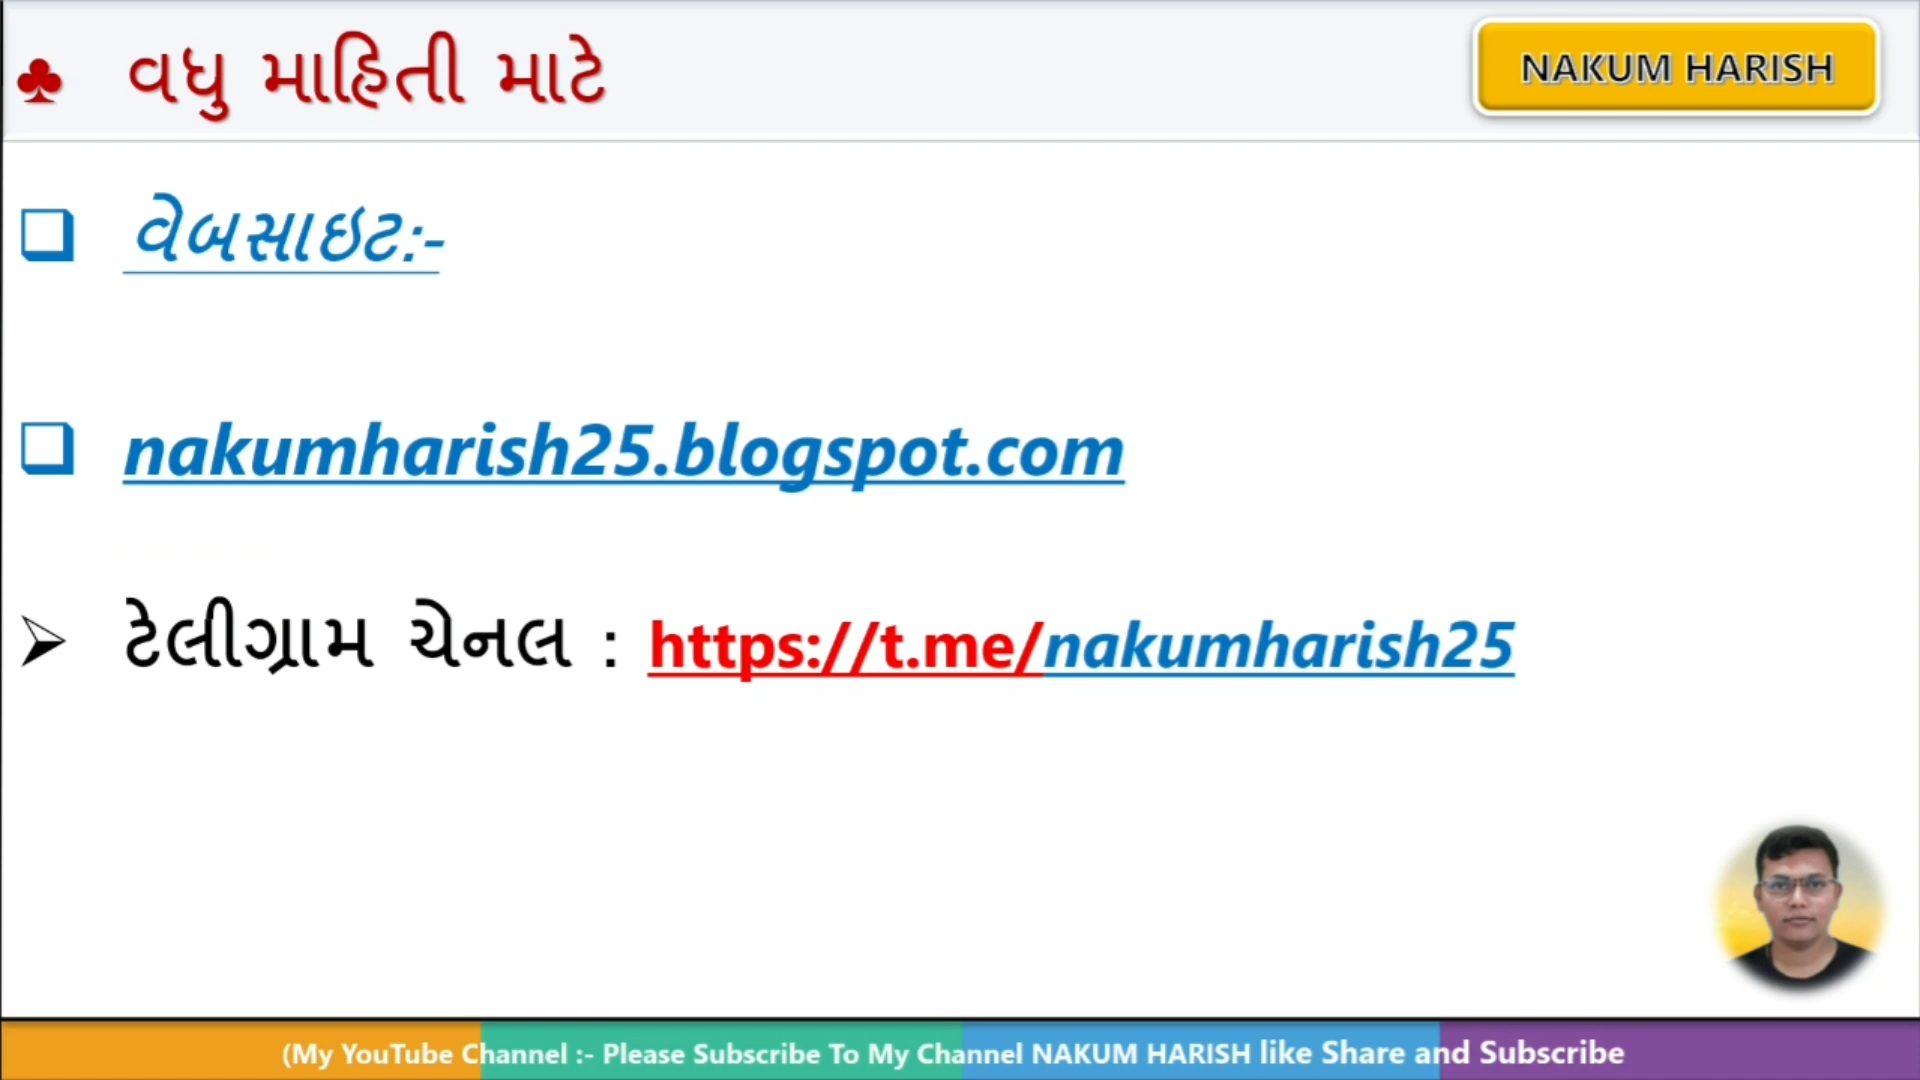 ♣ વધુ માહિતી માટે
NAKUM HARISH
❑ વેબસાઇટ:-
❑ nakumharish25.blogspot.com
➢ ટેલીગ્રામ ચેનલ : https://t.me/nakumharish25
(My YouTube Channel :- Please Subscribe To My Channel NAKUM HARISH like Share and Subscribe